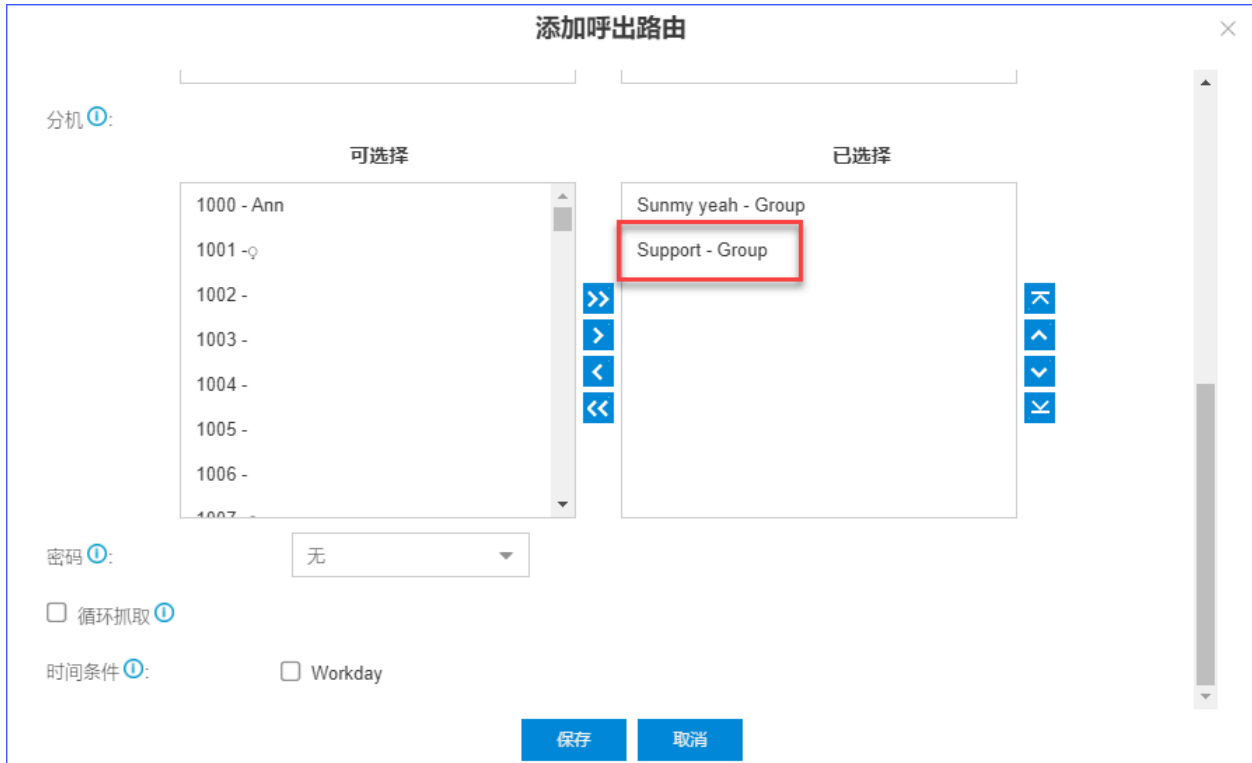 添加呼出路由
分机:
可选择
已选择
1000 - Ann
1001 -
1002 -
1003 -
1004 -
1005 -
1006 -
Sunmy yeah - Group
Support - Group
密码:
无
循环抓取
时间条件:
Workday
保存
取消